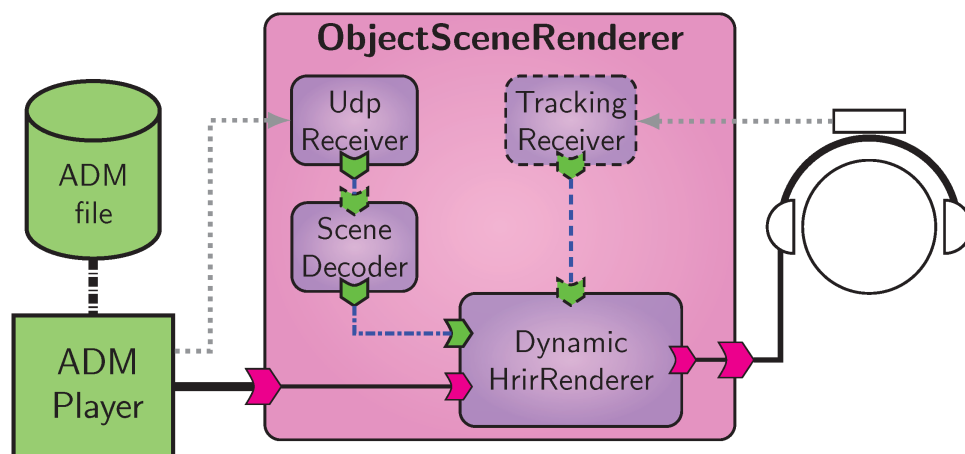 ObjectSceneRenderer
Udp
Receiver
Tracking
Receiver
ADM
file
Scene
Decoder
ADM
Player
Dynamic
HrirRenderer